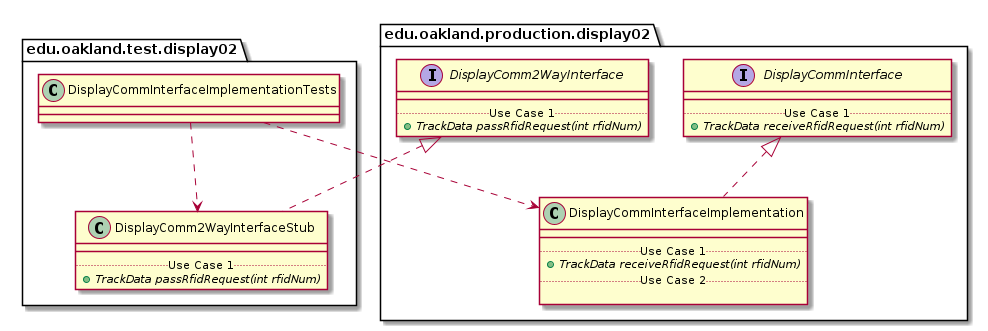 edu.oakland.test.display02
C DisplayCommInterfaceImplementationTests
C DisplayComm2WayInterfaceStub
Use Case 1
TrackData passRfidRequest(int rfidNum)
edu.oakland.production.display02
I DisplayComm2WayInterface
Use Case 1
TrackData passRfidRequest(int rfidNum)
I DisplayCommInterface
Use Case 1
TrackData receiveRfidRequest(int rfidNum)
C DisplayCommInterfaceImplementation
Use Case 1
TrackData receiveRfidRequest(int rfidNum)
Use Case 2